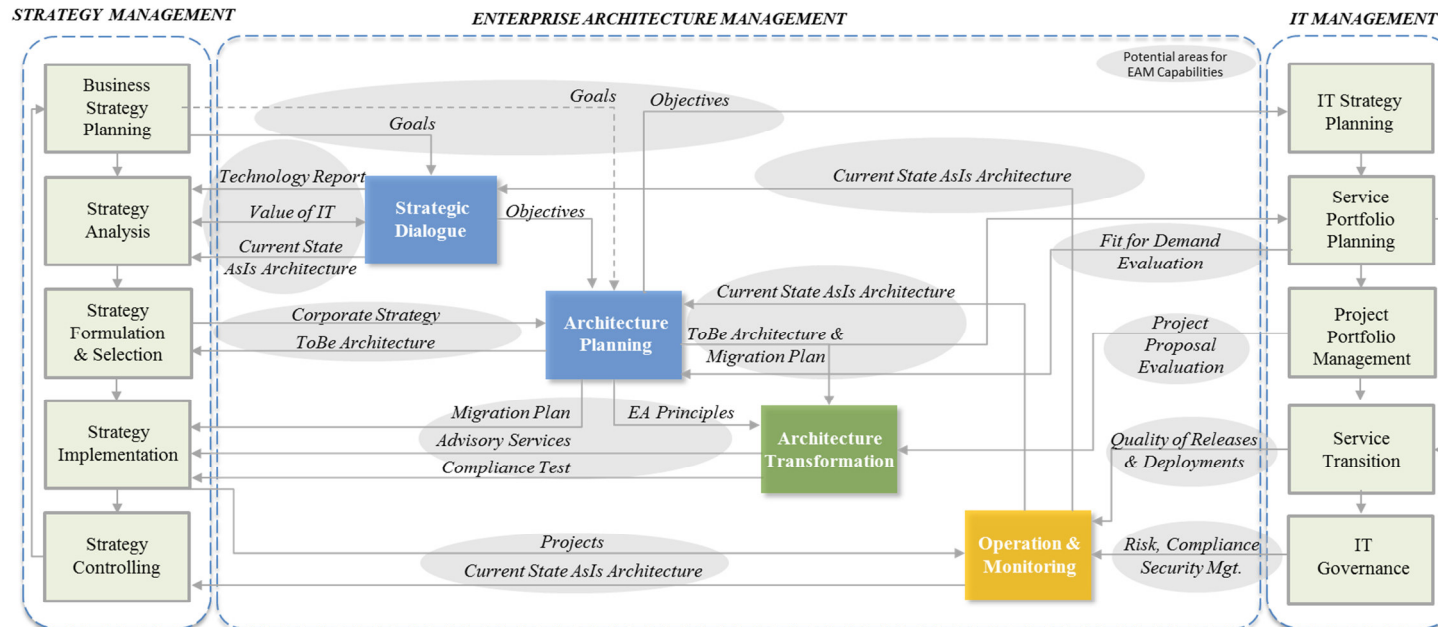 STRATEGY MANAGEMENT
ENTERPRISE ARCHITECTURE MANAGEMENT
IT MANAGEMENT
Potential areas for
EAM Capabilities
Business
Strategy
Planning
Goals
Objectives
IT Strategy
Planning
Goals
Technology Report
Strategy
Analysis
Value of IT
Current State
AsIs Architecture
Strategic
Dialogue
Objectives
Current State AsIs Architecture
Service
Portfolio
Planning
Fit for Demand
Evaluation
Strategy
Formulation
& Selection
Corporate Strategy
ToBe Architecture
Architecture
Planning
Current State AsIs Architecture
ToBe Architecture &
Migration Plan
Project
Proposal
Evaluation
Project
Portfolio
Management
Strategy
Implementation
Migration Plan
Advisory Services
Compliance Test
EA Principles
Architecture
Transformation
Quality of Releases
& Deployments
Service
Transition
Strategy
Controlling
Projects
Current State AsIs Architecture
Operation &
Monitoring
Risk, Compliance
Security Mgt.
IT
Governance